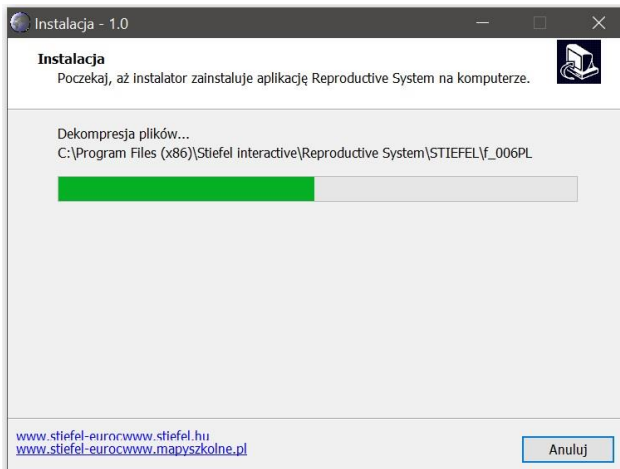 Instalacja - 1.0
Instalacja
Poczekaj, aż instalator zainstaluje aplikację Reproductive System na komputerze.
Dekompresja plików...
C:\Program Files (x86)\Stiefel interactive\Reproductive System\STIEFEL\f_006PL
www.stiefel-eurocwww.stiefel.hu
www.stiefel-eurocwww.mapyszkolne.pl
Anuluj